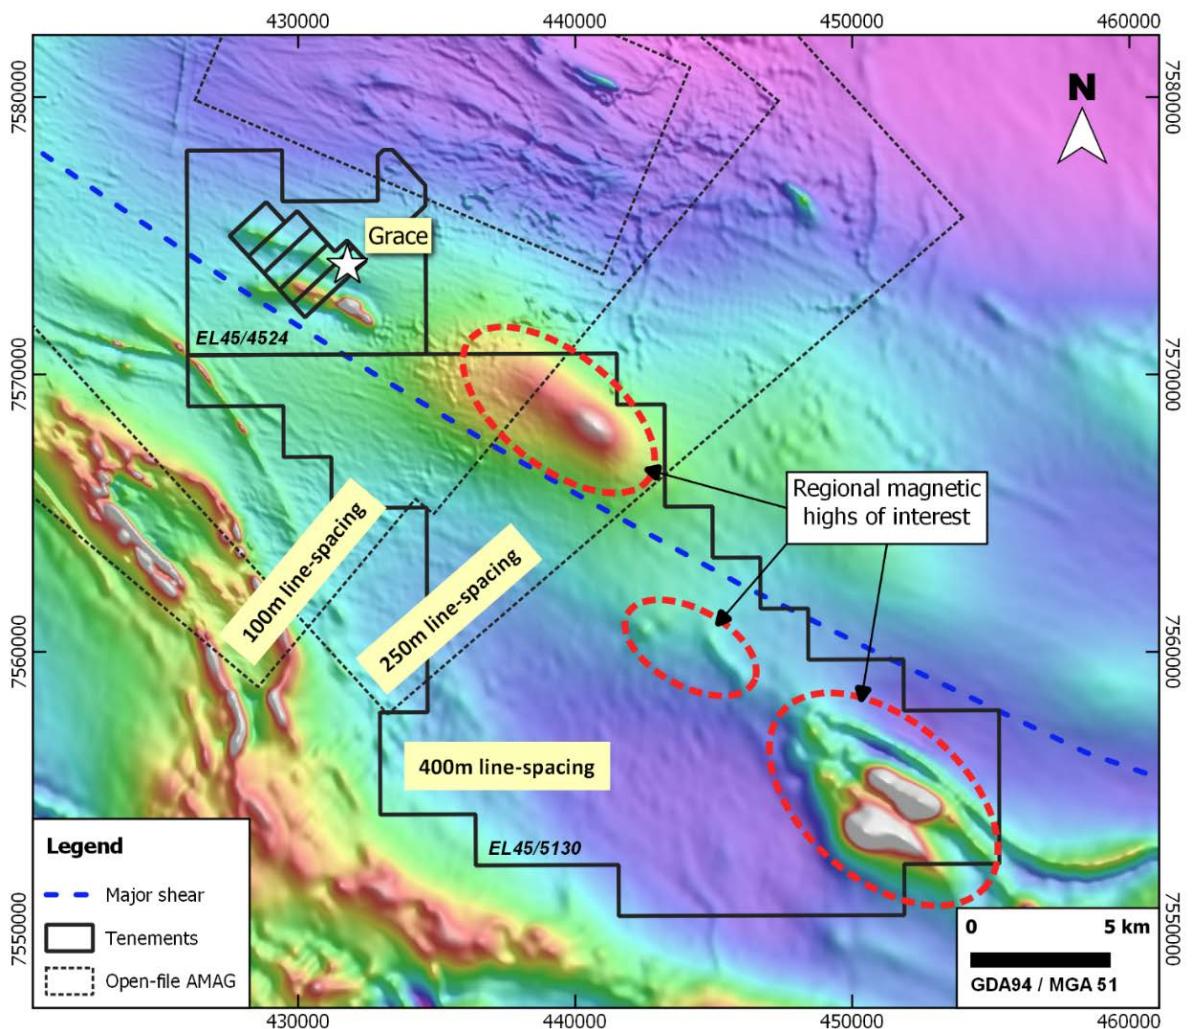 430000
440000
450000
460000
7580000
7580000
N
Grace
EL45/4524
7570000
7570000
Regional magnetic
highs of interest
100m line-spacing
250m line-spacing
7560000
7560000
400m line-spacing
EL45/5130
Legend
Major shear
Tenements
Open-file AMAG
7550000
7550000
0
5 km
GDA94 / MGA 51
430000
440000
450000
460000